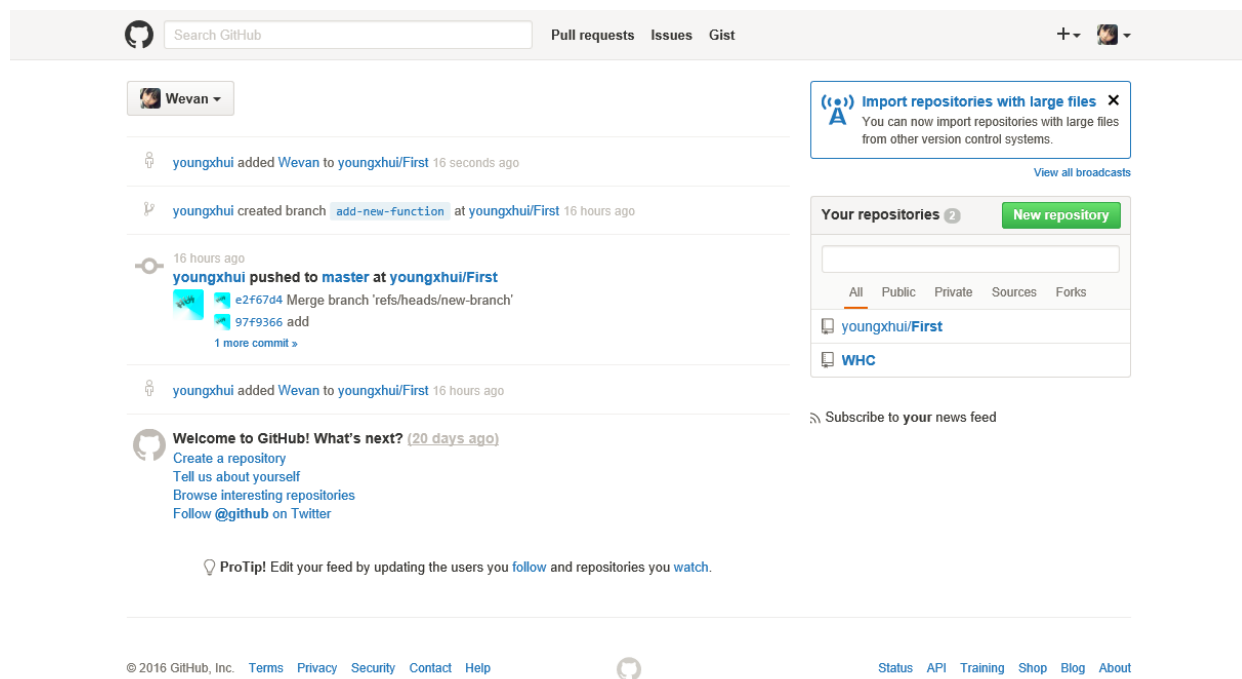 Search GitHub
Pull requests Issues Gist
Wevan
youngxhui added Wevan to youngxhui/First 16 seconds ago
youngxhui created branch add-new-function at youngxhui/First 16 hours ago
16 hours ago
youngxhui pushed to master at youngxhui/First
e2f67d4 Merge branch 'refs/heads/new-branch'
97f9366 add
1 more commit »
youngxhui added Wevan to youngxhui/First 16 hours ago
Welcome to GitHub! What's next? (20 days ago)
Create a repository
Tell us about yourself
Browse interesting repositories
Follow @github on Twitter
ProTip! Edit your feed by updating the users you follow and repositories you watch.
Import repositories with large files
You can now import repositories with large files
from other version control systems.
View all broadcasts
Your repositories 2 New repository
All Public Private Sources Forks
youngxhui/First
WHC
Subscribe to your news feed
© 2016 GitHub, Inc. Terms Privacy Security Contact Help
Status API Training Shop Blog About